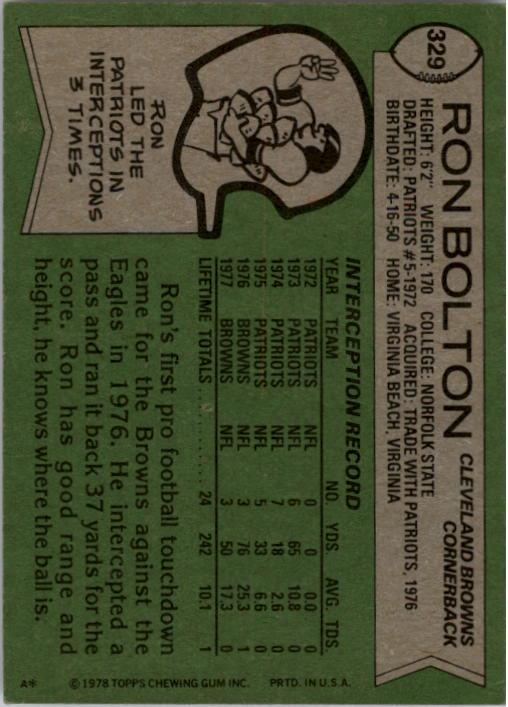 329
RON BOLTON
CLEVELAND BROWNS
CORNERBACK
HEIGHT: 6'2" WEIGHT: 170 COLLEGE: NORFOLK STATE
DRAFTED: PATRIOTS #5-1972 ACQUIRED: TRADE WITH PATRIOTS, 1976
BIRTHDATE: 4-16-50 HOME: VIRGINIA BEACH, VIRGINIA
RON
LED THE
PATRIOTS IN
INTERCEPTIONS
3 TIMES.
INTERCEPTION RECORD
YEAR TEAM NO. YDS. AVG. TDS.
1972 PATRIOTS NFL 0 0 0.0 0
1973 PATRIOTS NFL 6 65 10.8 0
1974 PATRIOTS NFL 7 18 2.6 0
1975 PATRIOTS NFL 5 33 6.6 0
1976 BROWNS NFL 3 76 25.3 1
1977 BROWNS NFL 3 50 17.3 0
LIFETIME TOTALS . . . . . . . . . . 24 242 10.1 1
Ron's first pro football touchdown
came for the Browns against the
Eagles in 1976. He intercepted a
pass and ran it back 37 yards for the
score. Ron has good range and
height, he knows where the ball is.
A* © 1978 TOPPS CHEWING GUM INC. PRTD. IN U.S.A.